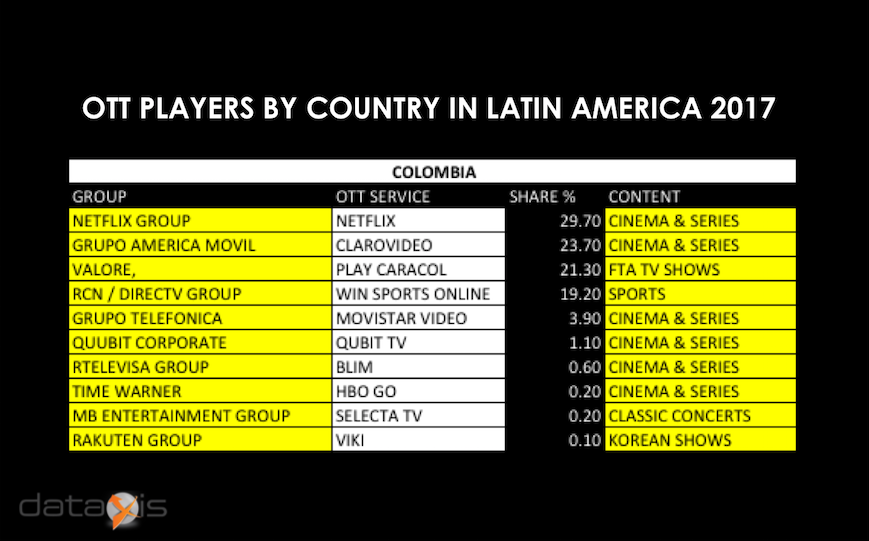 OTT PLAYERS BY COUNTRY IN LATIN AMERICA 2017
COLOMBIA
GROUP OTT SERVICE SHARE % CONTENT
NETFLIX GROUP NETFLIX 29.70 CINEMA & SERIES
GRUPO AMERICA MOVIL CLAROVIDEO 23.70 CINEMA & SERIES
VALORE, PLAY CARACOL 21.30 FTA TV SHOWS
RCN / DIRECTV GROUP WIN SPORTS ONLINE 19.20 SPORTS
GRUPO TELEFONICA MOVISTAR VIDEO 3.90 CINEMA & SERIES
QUUBIT CORPORATE QUBIT TV 1.10 CINEMA & SERIES
RTELEVISA GROUP BLIM 0.60 CINEMA & SERIES
TIME WARNER HBO GO 0.20 CINEMA & SERIES
MB ENTERTAINMENT GROUP SELECTA TV 0.20 CLASSIC CONCERTS
RAKUTEN GROUP VIKI 0.10 KOREAN SHOWS
dataxis